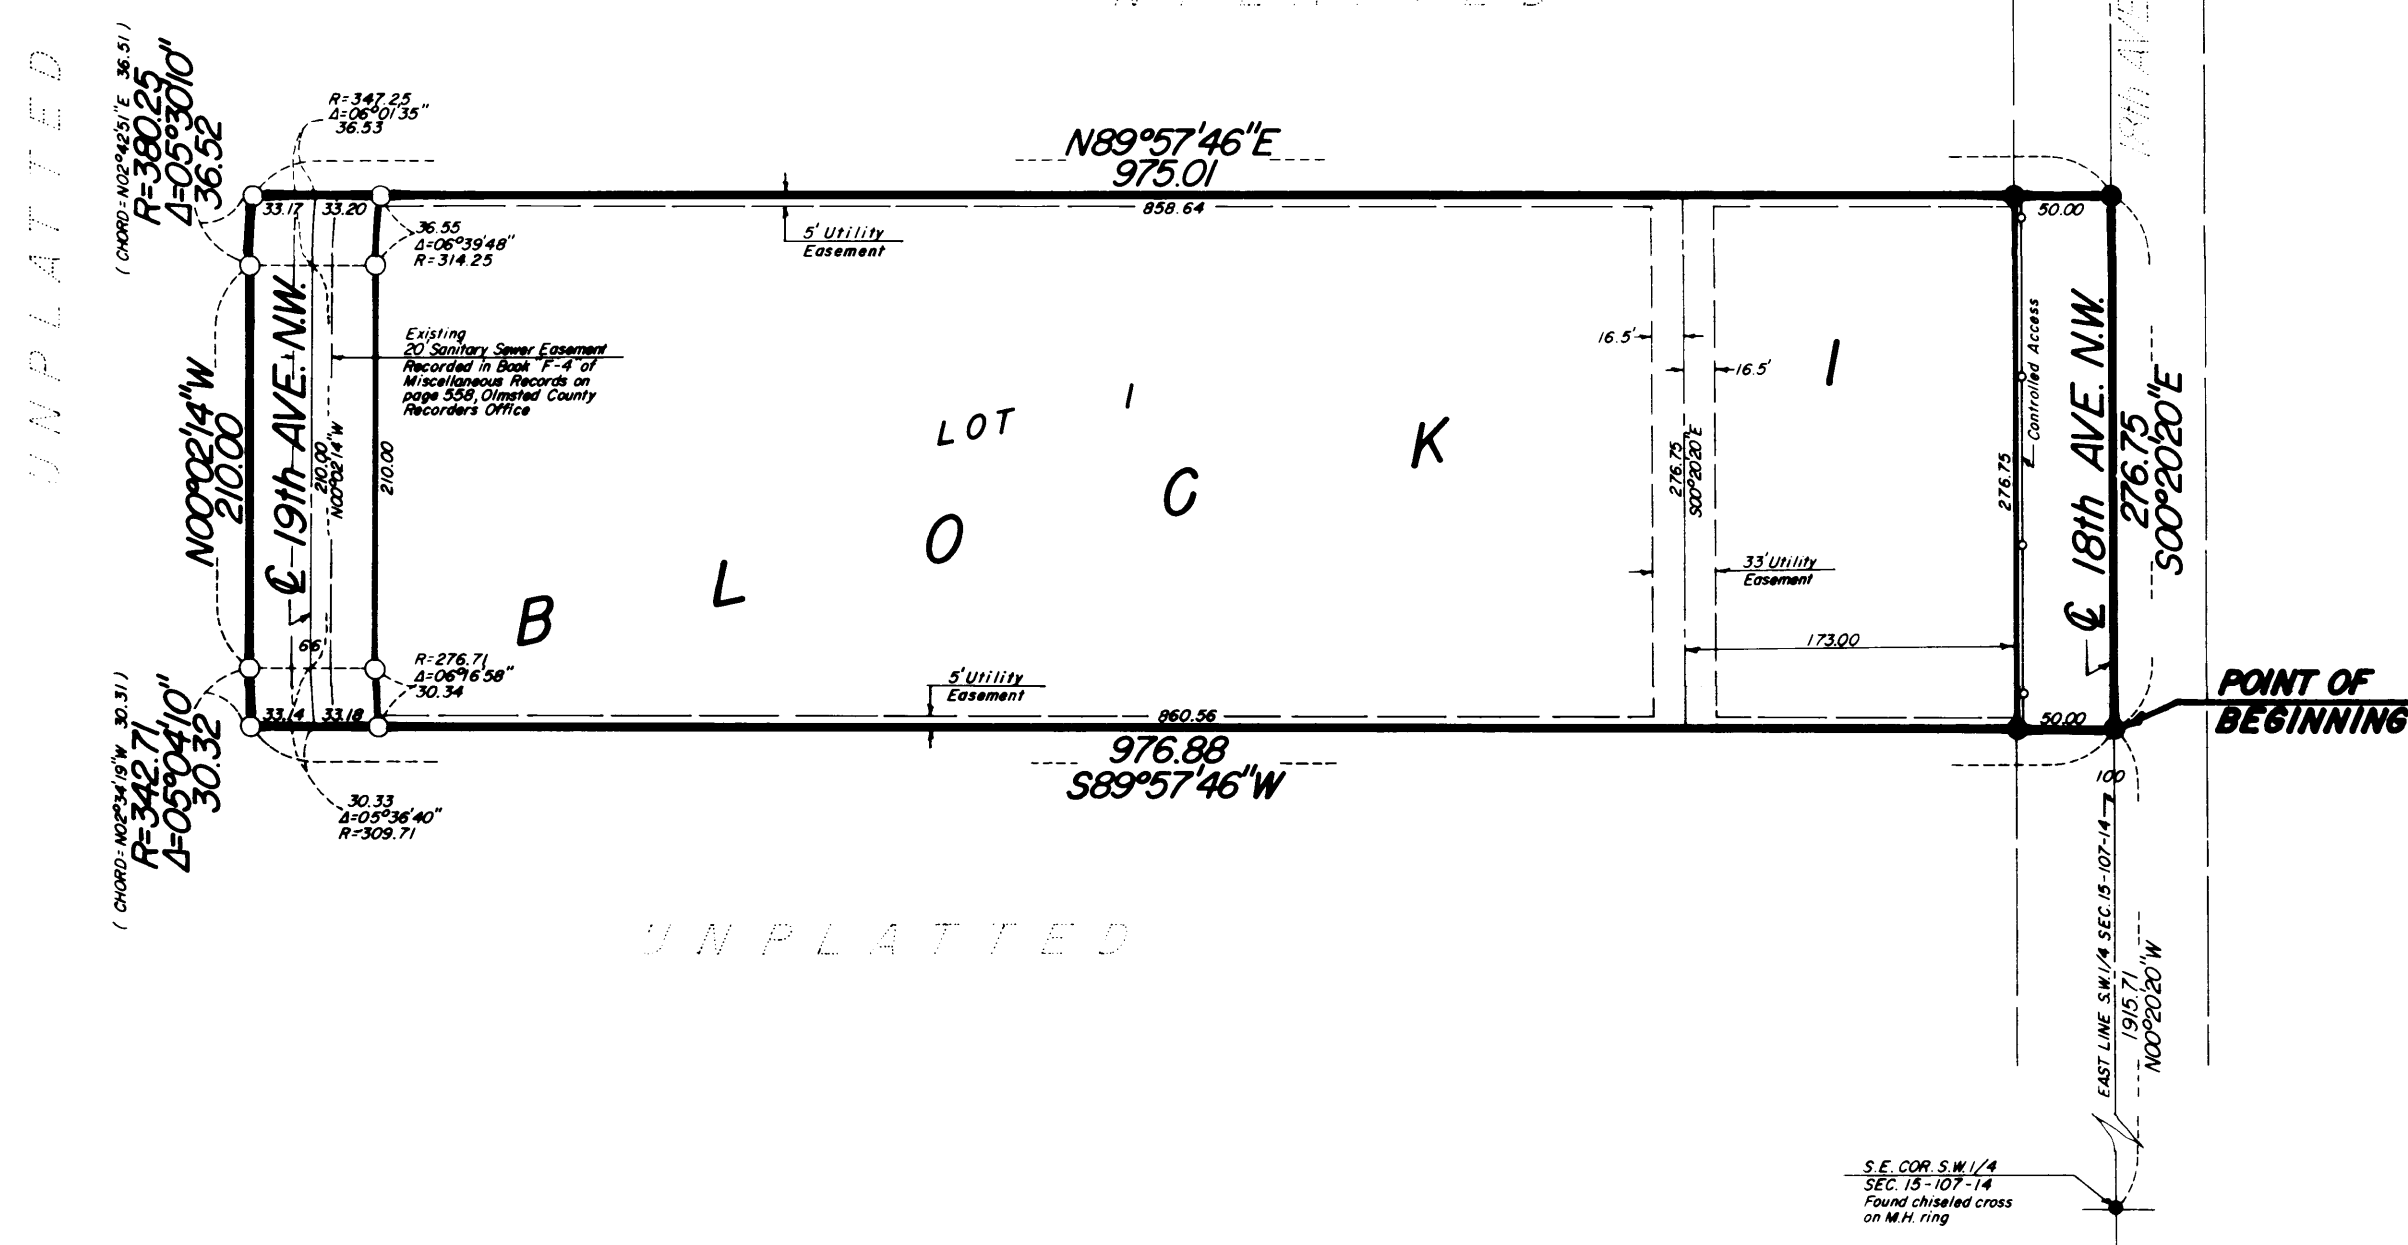 UNPLATTED
(CHORD=N02°42'51"E 36.51)
R=380.25
Δ=05°30'10"
36.52
R=347.25
Δ=06°01'35"
36.53
N89°57'46"E
975.01
33.17 33.20
858.64
50.00
36.55
Δ=06°39'48"
R=314.25
5' Utility
Easement
Existing
20' Sanitary Sewer Easement
Recorded in Book "F-4" of
Miscellaneous Records on
page 558, Olmsted County
Recorders Office
N00°02'14"W
210.00
℄ 19th AVE. N.W.
210.00
N00°02'14"W
210.00
16.5'
16.5'
LOT 1
BLOCK 1
276.75
S00°20'20"E
33' Utility
Easement
173.00
276.75
Controlled Access
℄ 18th AVE. N.W.
276.75
S00°20'20"E
66
R=276.71
Δ=06°16'58"
30.34
5' Utility
Easement
33.14 33.18
860.56
50.00
POINT OF
BEGINNING
976.88
S89°57'46"W
(CHORD=N02°34'19"W 30.31)
R=342.71
Δ=05°04'10"
30.32
30.33
Δ=05°36'40"
R=309.71
100
UNPLATTED
EAST LINE S.W.1/4 SEC.15-107-14
1915.71
N00°20'20"W
S.E. COR. S.W.1/4
SEC. 15-107-14
Found chiseled cross
on M.H. ring